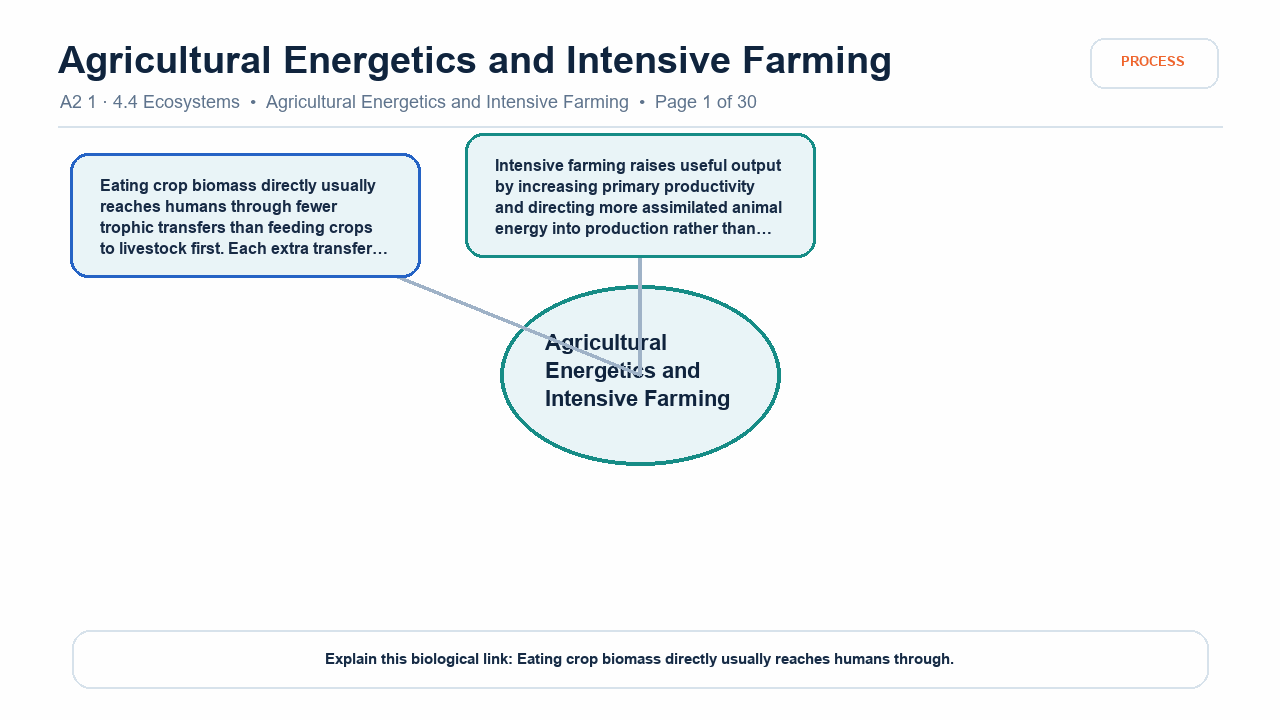 Agricultural Energetics and Intensive Farming
PROCESS
A2 1 · 4.4 Ecosystems • Agricultural Energetics and Intensive Farming • Page 1 of 30
Eating crop biomass directly usually
reaches humans through fewer
trophic transfers than feeding crops
to livestock first. Each extra transfer…
Intensive farming raises useful output
by increasing primary productivity
and directing more assimilated animal
energy into production rather than…
Agricultural
Energetics and
Intensive Farming
Explain this biological link: Eating crop biomass directly usually reaches humans through.